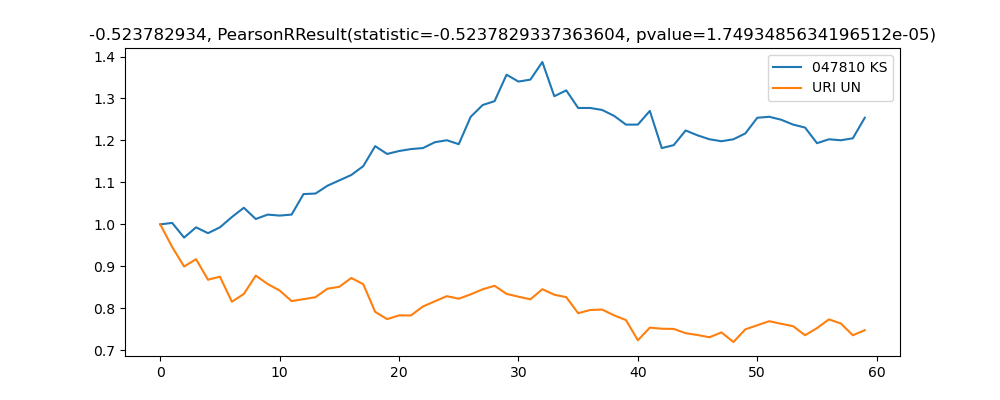 -0.523782934, PearsonRResult(statistic=-0.5237829337363604, pvalue=1.7493485634196512e-05)
047810 KS
URI UN
1.4
1.3
1.2
1.1
1.0
0.9
0.8
0.7
0 10 20 30 40 50 60